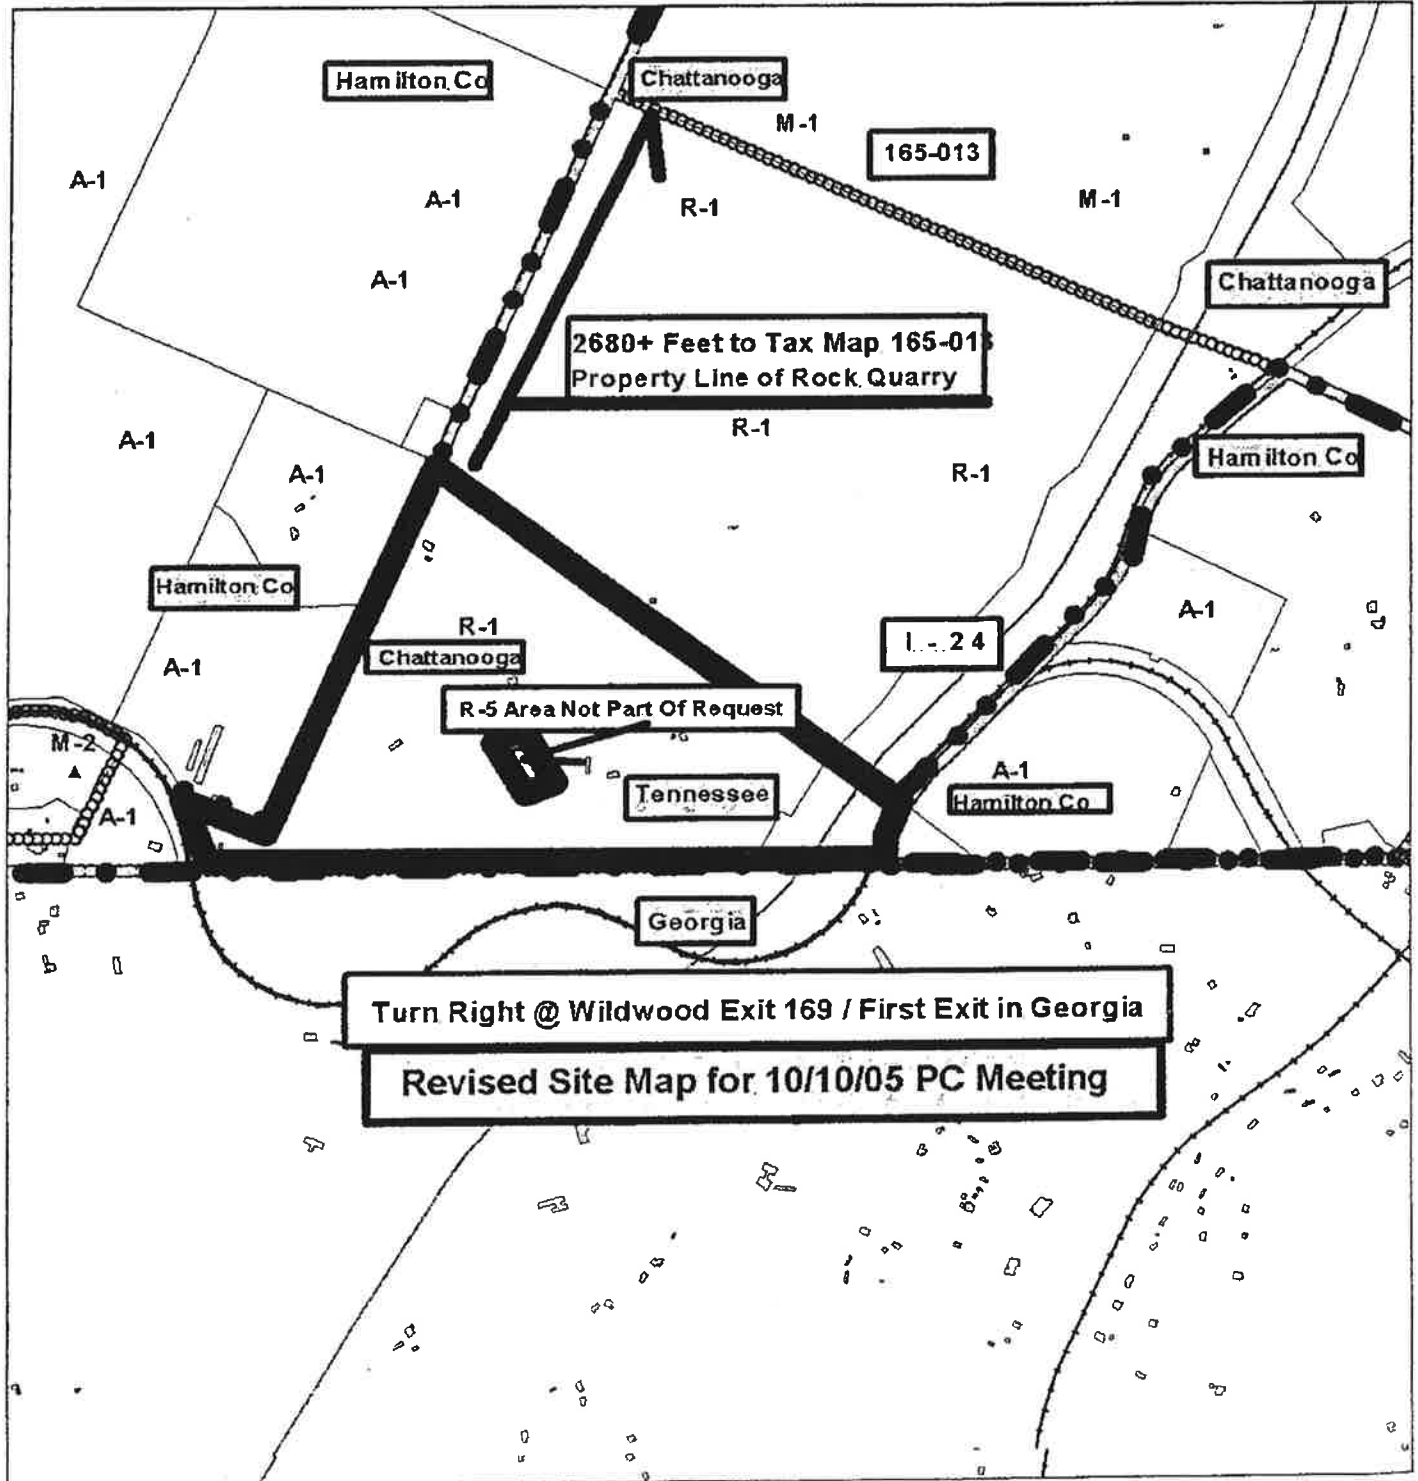 Hamilton Co
Chattanooga
M-1
165-013
A-1
A-1
R-1
M-1
A-1
Chattanooga
2680+ Feet to Tax Map 165-013
Property Line of Rock Quarry
R-1
A-1
A-1
R-1
Hamilton Co
Hamilton Co
A-1
R-1
I - 24
Chattanooga
A-1
R-5 Area Not Part Of Request
M-2
A-1
Tennessee
Hamilton Co
A-1
Georgia
Turn Right @ Wildwood Exit 169 / First Exit in Georgia
Revised Site Map for 10/10/05 PC Meeting